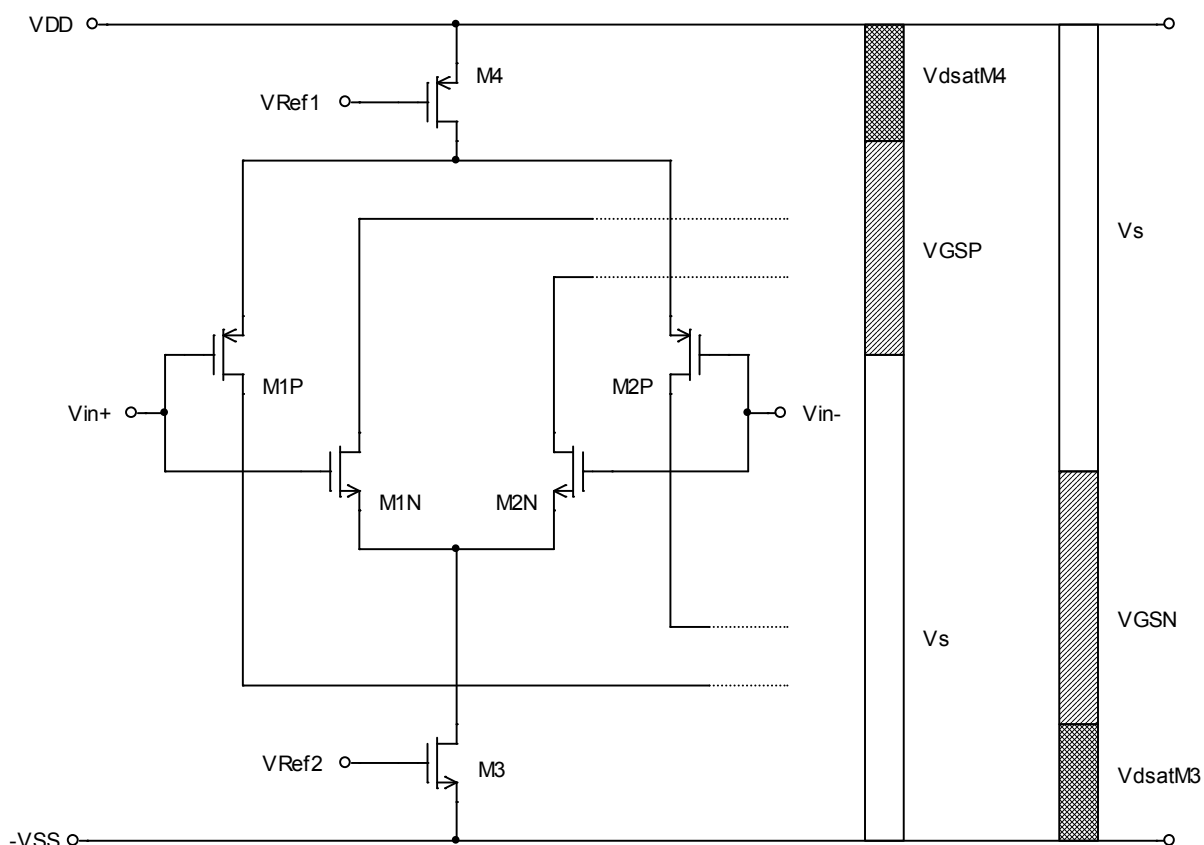 VDD
M4
VdsatM4
VRef1
Vs
VGSP
M1P
M2P
Vin+
Vin-
M1N
M2N
VGSN
Vs
VRef2
M3
VdsatM3
-VSS